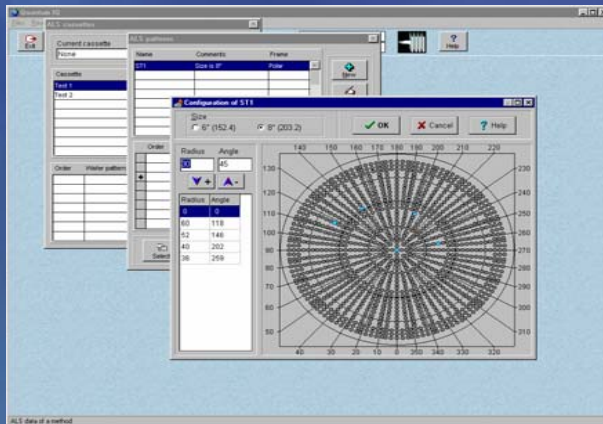 Quantum IQ
ALS cassettes
Exit
Help
Current cassette
None
Cassette
Test 1
Test 2
Order Wafer pattern
ALS patterns
Name Comments Frame
ST1 Size is 8" Polar
New
Order
Select
Configuration of ST1
Size
6" (152.4) 8" (203.2)
OK Cancel Help
Radius Angle
45
Radius Angle
0 0
60 118
52 146
40 202
36 259
140 150 160 170 180 190 200 210 220
130 230
120 240
110 250
100 260
90 270
80 280
70 290
60 300
50 310
40 30 20 10 0 350 340 330 320
ALS data of a method